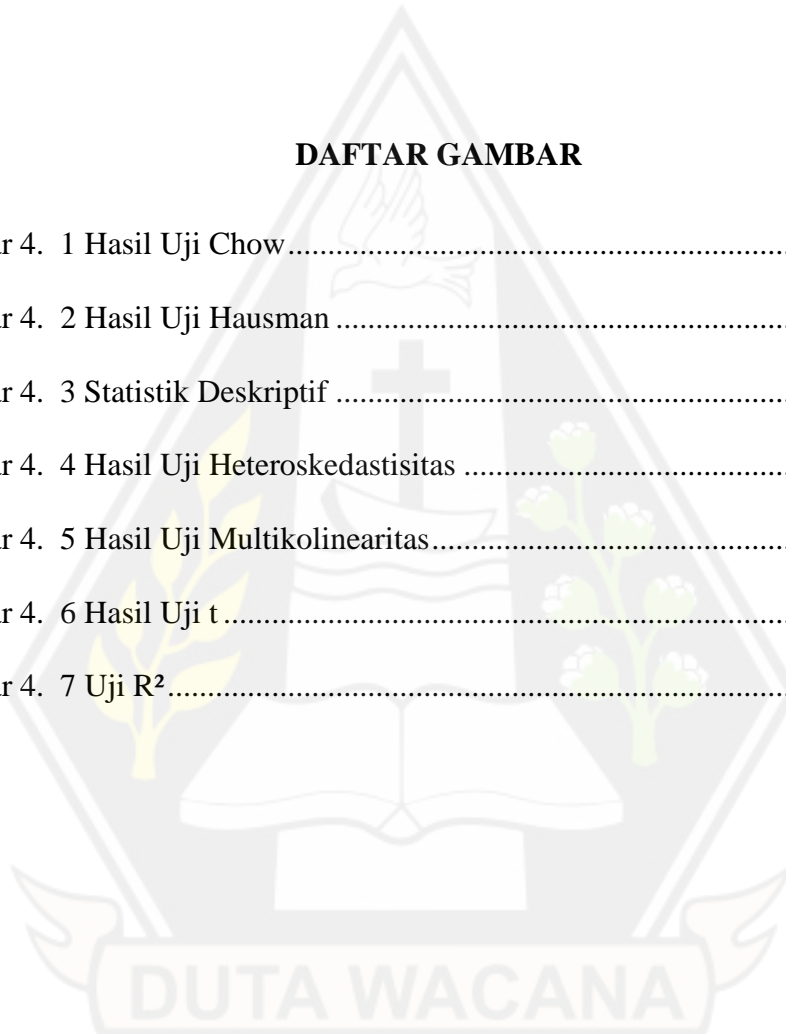 DAFTAR GAMBAR
ar 4. 1 Hasil Uji Chow...............................................................
ar 4. 2 Hasil Uji Hausman .........................................................
ar 4. 3 Statistik Deskriptif .........................................................
ar 4. 4 Hasil Uji Heteroskedastisitas .........................................
ar 4. 5 Hasil Uji Multikolinearitas.............................................
ar 4. 6 Hasil Uji t .......................................................................
ar 4. 7 Uji R²..............................................................................
DUTA WACANA